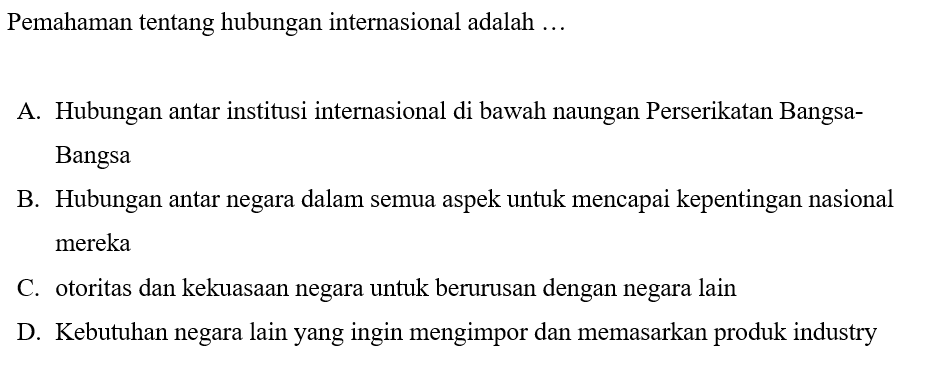 Pemahaman tentang hubungan internasional adalah …
A. Hubungan antar institusi internasional di bawah naungan Perserikatan Bangsa-
Bangsa
B. Hubungan antar negara dalam semua aspek untuk mencapai kepentingan nasional
mereka
C. otoritas dan kekuasaan negara untuk berurusan dengan negara lain
D. Kebutuhan negara lain yang ingin mengimpor dan memasarkan produk industry